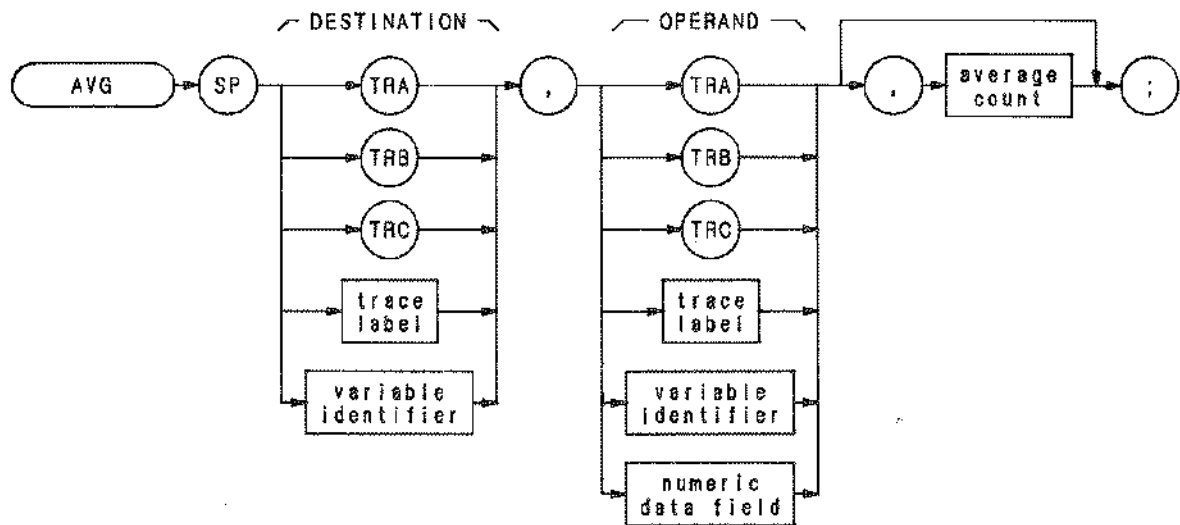 DESTINATION
OPERAND
AVG
SP
TRA
,
TRA
,
average
count
;
TRB
TRB
TRC
TRC
trace
label
trace
label
variable
identifier
variable
identifier
numeric
data field